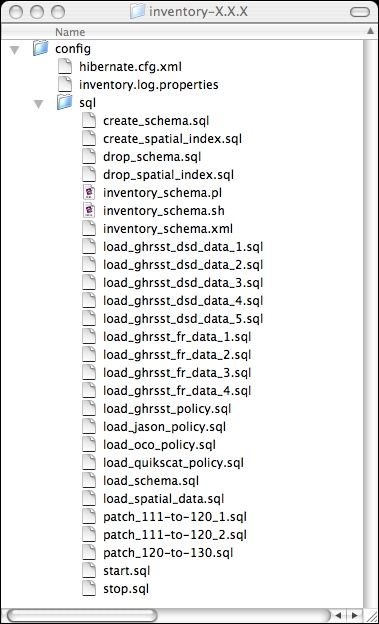 inventory-X.X.X
Name
config
hibernate.cfg.xml
inventory.log.properties
sql
create_schema.sql
create_spatial_index.sql
drop_schema.sql
drop_spatial_index.sql
inventory_schema.pl
inventory_schema.sh
inventory_schema.xml
load_ghrsst_dsd_data_1.sql
load_ghrsst_dsd_data_2.sql
load_ghrsst_dsd_data_3.sql
load_ghrsst_dsd_data_4.sql
load_ghrsst_dsd_data_5.sql
load_ghrsst_fr_data_1.sql
load_ghrsst_fr_data_2.sql
load_ghrsst_fr_data_3.sql
load_ghrsst_fr_data_4.sql
load_ghrsst_policy.sql
load_jason_policy.sql
load_oco_policy.sql
load_quikscat_policy.sql
load_schema.sql
load_spatial_data.sql
patch_111-to-120_1.sql
patch_111-to-120_2.sql
patch_120-to-130.sql
start.sql
stop.sql